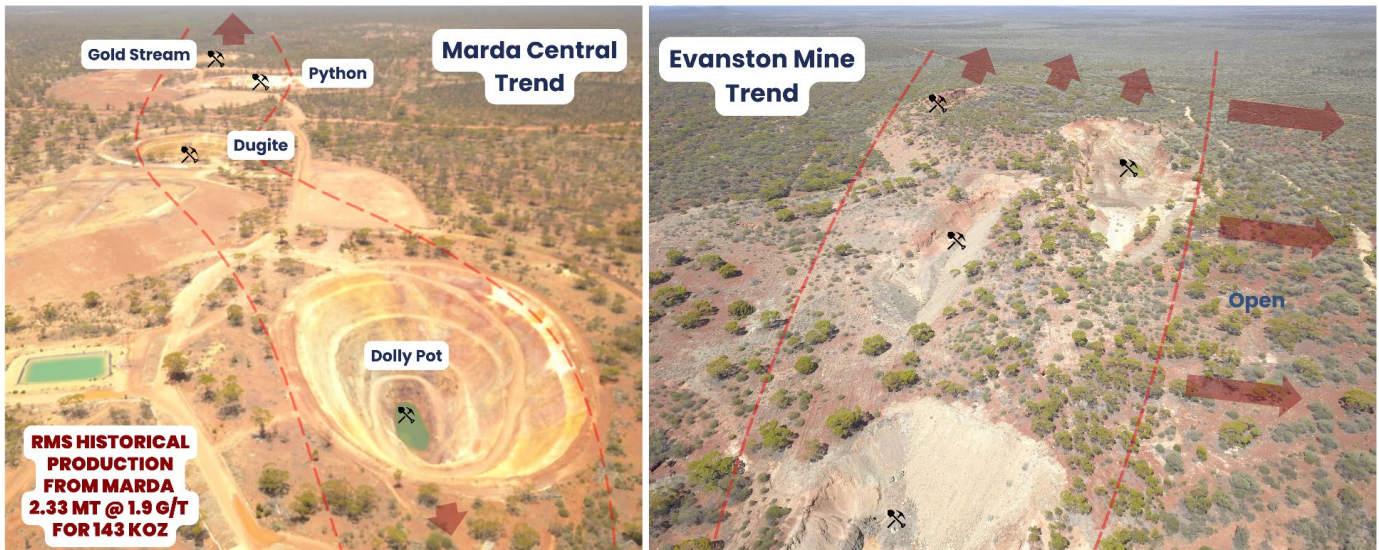 Gold Stream
Marda Central
Trend
Python
Dugite
Dolly Pot
RMS HISTORICAL
PRODUCTION
FROM MARDA
2.33 MT @ 1.9 G/T
FOR 143 KOZ
Evanston Mine
Trend
Open